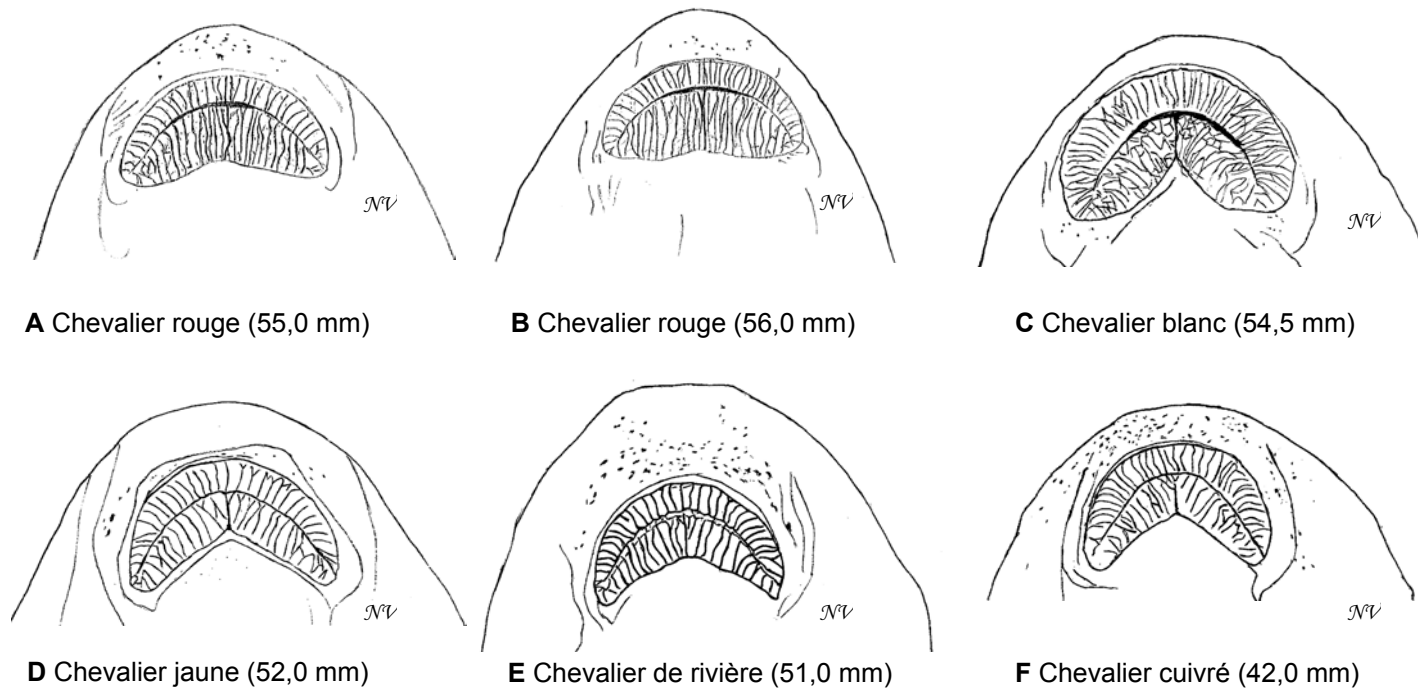 NV
NV
NV
A Chevalier rouge (55,0 mm)
B Chevalier rouge (56,0 mm)
C Chevalier blanc (54,5 mm)
NV
NV
NV
D Chevalier jaune (52,0 mm)
E Chevalier de rivière (51,0 mm)
F Chevalier cuivré (42,0 mm)